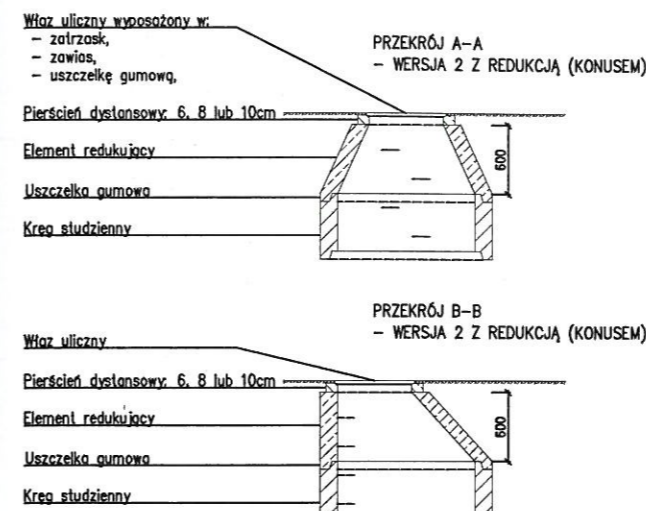 Właz uliczny wyposażony w:
– zatrzask,
– zawias,
– uszczelkę gumową,
PRZEKRÓJ A–A
– WERSJA 2 Z REDUKCJĄ (KONUSEM)
Pierścień dystansowy: 6, 8 lub 10cm
Element redukujący
600
Uszczelka gumowa
Kręg studzienny
PRZEKRÓJ B–B
– WERSJA 2 Z REDUKCJĄ (KONUSEM)
Właz uliczny
Pierścień dystansowy: 6, 8 lub 10cm
Element redukujący
600
Uszczelka gumowa
Kręg studzienny